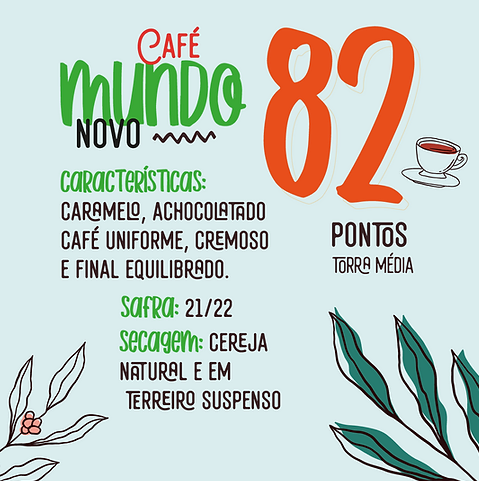 CAFÉ
MUNDO
NOVO
82
PONTOS
TORRA MÉDIA
CARACTERÍSTICAS:
CARAMELO, ACHOCOLATADO
CAFÉ UNIFORME, CREMOSO
E FINAL EQUILIBRADO.
SAFRA: 21/22
SECAGEM: CEREJA
NATURAL E EM
TERREIRO SUSPENSO